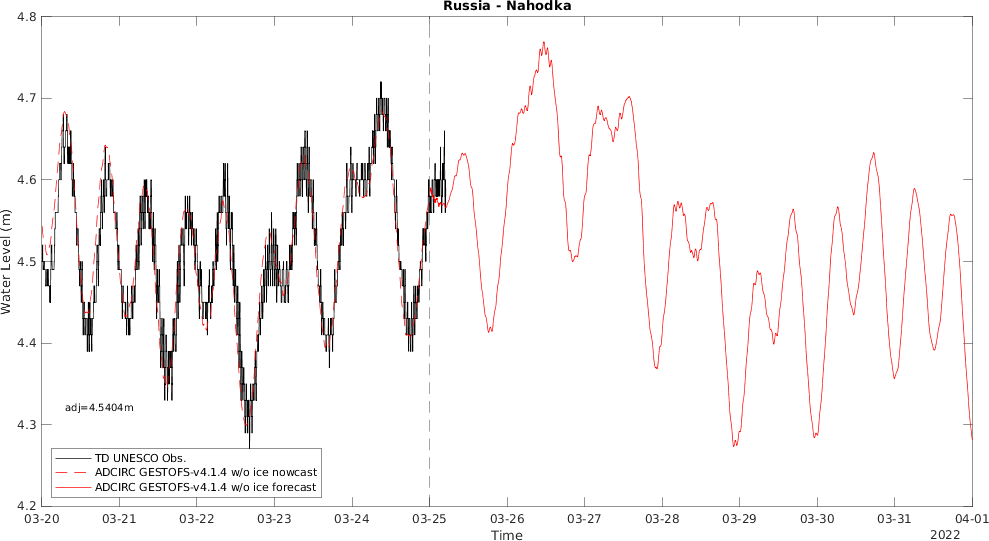 Russia - Nahodka
Water Level (m)
4.8
4.7
4.6
4.5
4.4
4.3
4.2
adj=4.5404m
TD UNESCO Obs.
ADCIRC GESTOFS-v4.1.4 w/o ice nowcast
ADCIRC GESTOFS-v4.1.4 w/o ice forecast
03-20 03-21 03-22 03-23 03-24 03-25 03-26 03-27 03-28 03-29 03-30 03-31 04-01
Time
2022